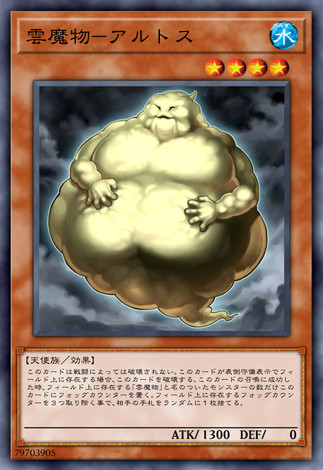 雲魔物－アルトス
水
【天使族／効果】
このカードは戦闘によっては破壊されない。このカードが表側守備表示でフィ
ールド上に存在する場合、このカードを破壊する。このカードの召喚に成功し
た時、フィールド上に存在する「雲魔物」と名のついたモンスターの数だけこの
カードにフォッグカウンターを置く。フィールド上に存在するフォッグカウ
ンターを３つ取り除く事で、相手の手札をランダムに１枚捨てる。
ATK/ 1300 DEF/ 0
79703905